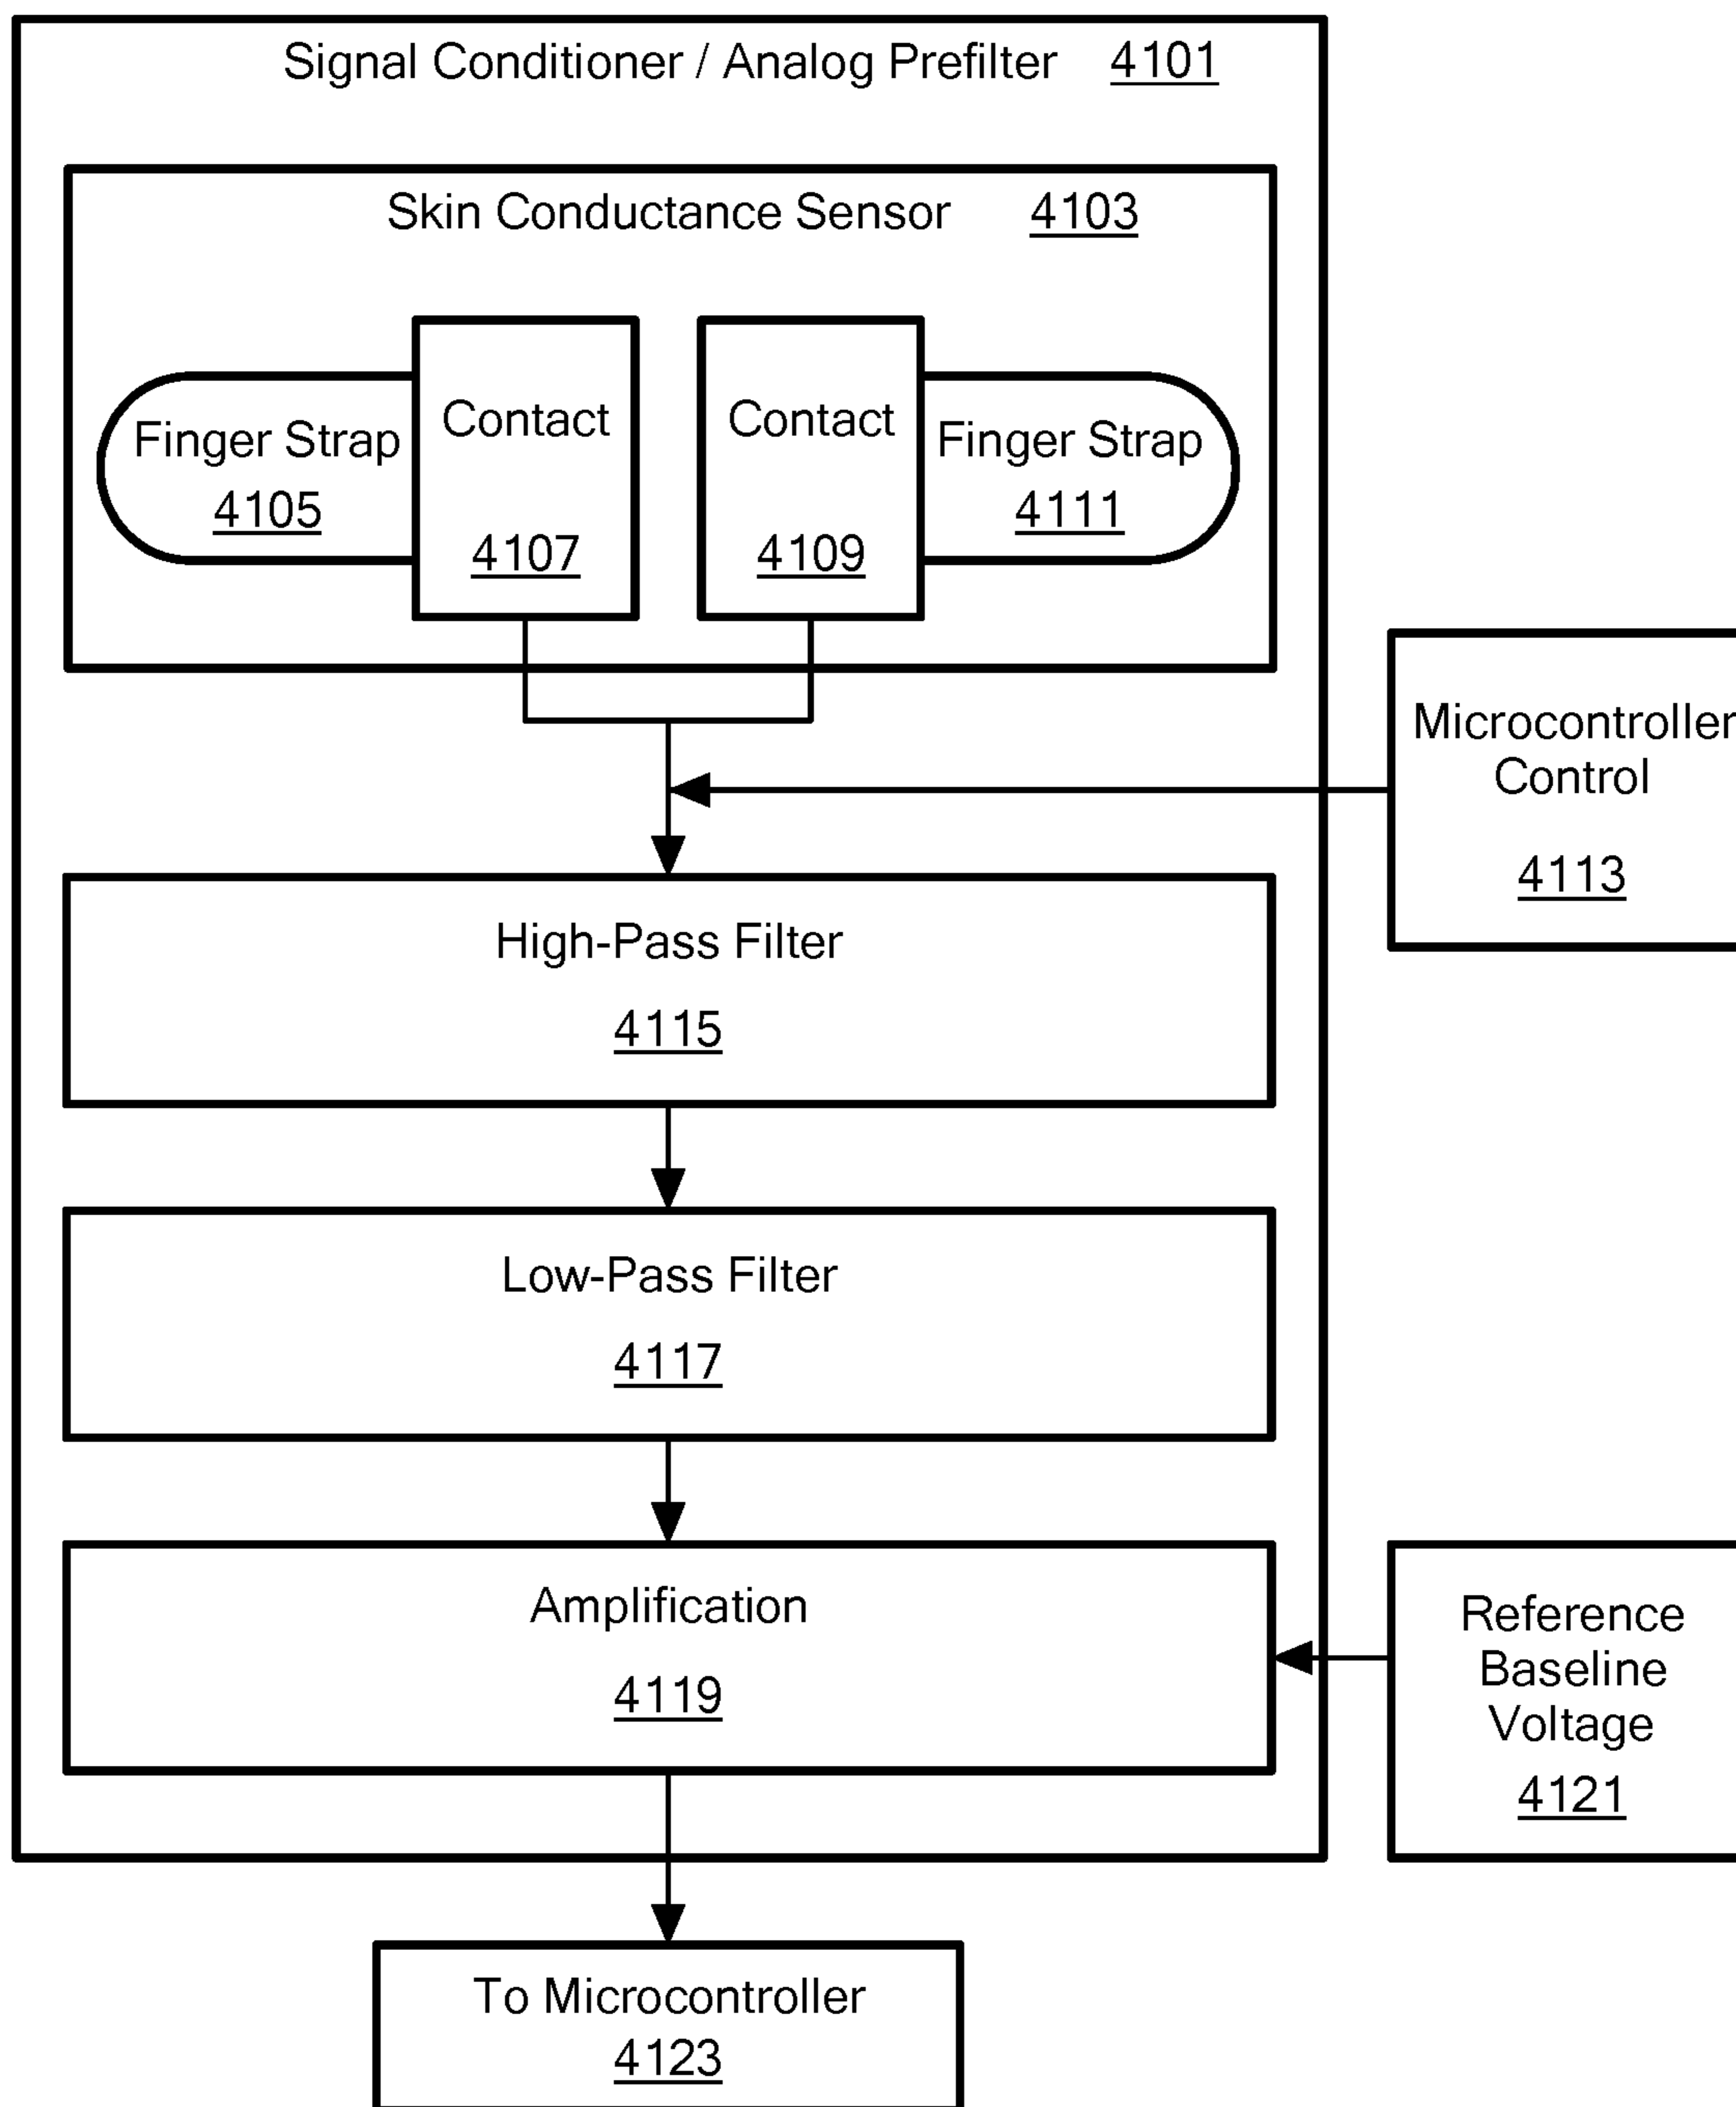 Signal Conditioner / Analog Prefilter 4101
Skin Conductance Sensor 4103
Finger Strap
4105
Contact
4107
Contact
4109
Finger Strap
4111
Microcontroller
Control
4113
High-Pass Filter
4115
Low-Pass Filter
4117
Amplification
4119
Reference
Baseline
Voltage
4121
To Microcontroller
4123